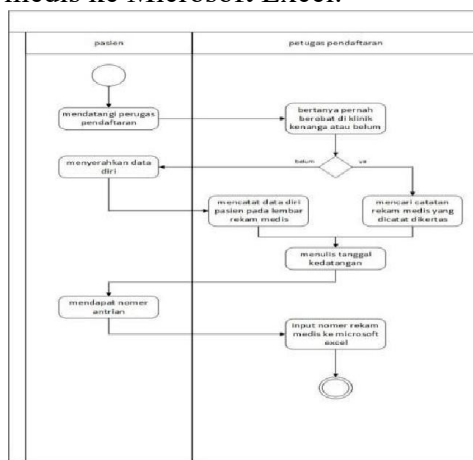 medis ke Microsoft Excel.
pasien
petugas pendaftaran
mendatangi perugas
pendaftaran
bertanya pernah
berobat di klinik
kenanga atau belum
menyerahkan data
diri
belum
ya
mencatat data diri
pasien pada lembar
rekam medis
mencari catatan
rekam medis yang
dicatat dikertas
menulis tanggal
kedatangan
mendapat nomer
antrian
input nomer rekam
medis ke microsoft
excel